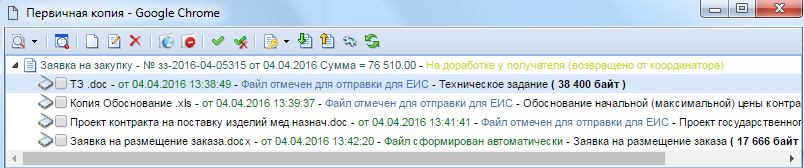 Первичная копия - Google Chrome
Заявка на закупку - № зз-2016-04-05315 от 04.04.2016 Сумма = 76 510.00 - На доработке у получателя (возвращено от координатора)
ТЗ .doc - от 04.04.2016 13:38:49 - Файл отмечен для отправки для ЕИС - Техническое задание ( 38 400 байт )
Копия Обоснование .xls - от 04.04.2016 13:39:37 - Файл отмечен для отправки для ЕИС - Обоснование начальной (максимальной) цены контра
Проект контракта на поставку изделий мед назнач.doc - от 04.04.2016 13:41:41 - Файл отмечен для отправки для ЕИС - Проект государственног
Заявка на размещение заказа.docx - от 04.04.2016 13:42:20 - Файл сформирован автоматически - Заявка на размещение заказа ( 17 666 байт